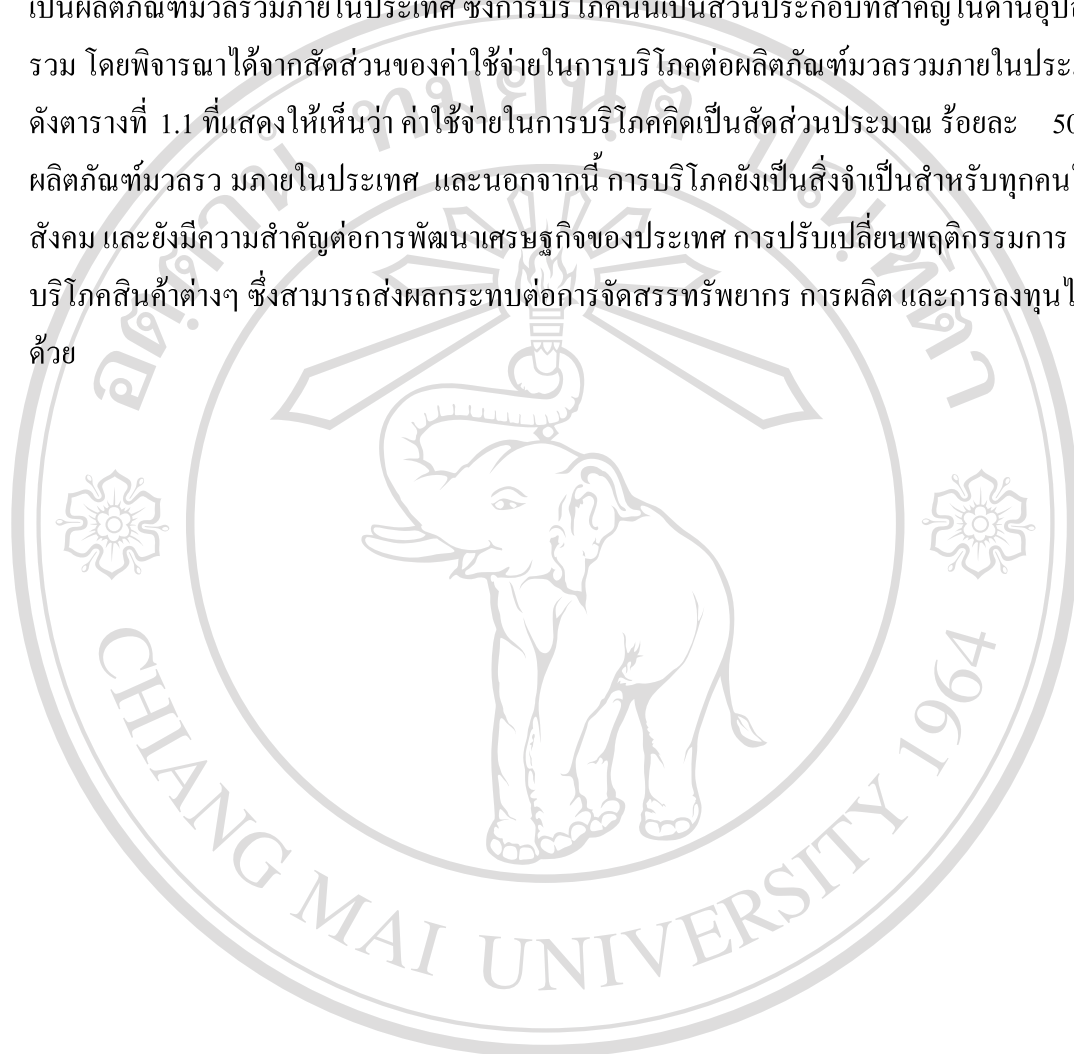 เป็นผลิตภัณฑ์มวลรวมภายในประเทศ ซึ่งการบริโภคนั้นเป็นส่วนประกอบที่สำคัญในด้านอุป
รวม โดยพิจารณาได้จากสัดส่วนของค่าใช้จ่ายในการบริโภคต่อผลิตภัณฑ์มวลรวมภายในประ
ดังตารางที่ 1.1 ที่แสดงให้เห็นว่า ค่าใช้จ่ายในการบริโภคคิดเป็นสัดส่วนประมาณ ร้อยละ 50
ผลิตภัณฑ์มวลรว มภายในประเทศ และนอกจากนี้ การบริโภคยังเป็นสิ่งจำเป็นสำหรับทุกคน
สังคม และยังมีความสำคัญต่อการพัฒนาเศรษฐกิจของประเทศ การปรับเปลี่ยนพฤติกรรมการ
บริโภคสินค้าต่างๆ ซึ่งสามารถส่งผลกระทบต่อการจัดสรรทรัพยากร การผลิต และการลงทุน ไ
ด้วย
อตฺตานํ ทมยนฺติ ปณฺฑิตา
CHIANG MAI UNIVERSITY 1964